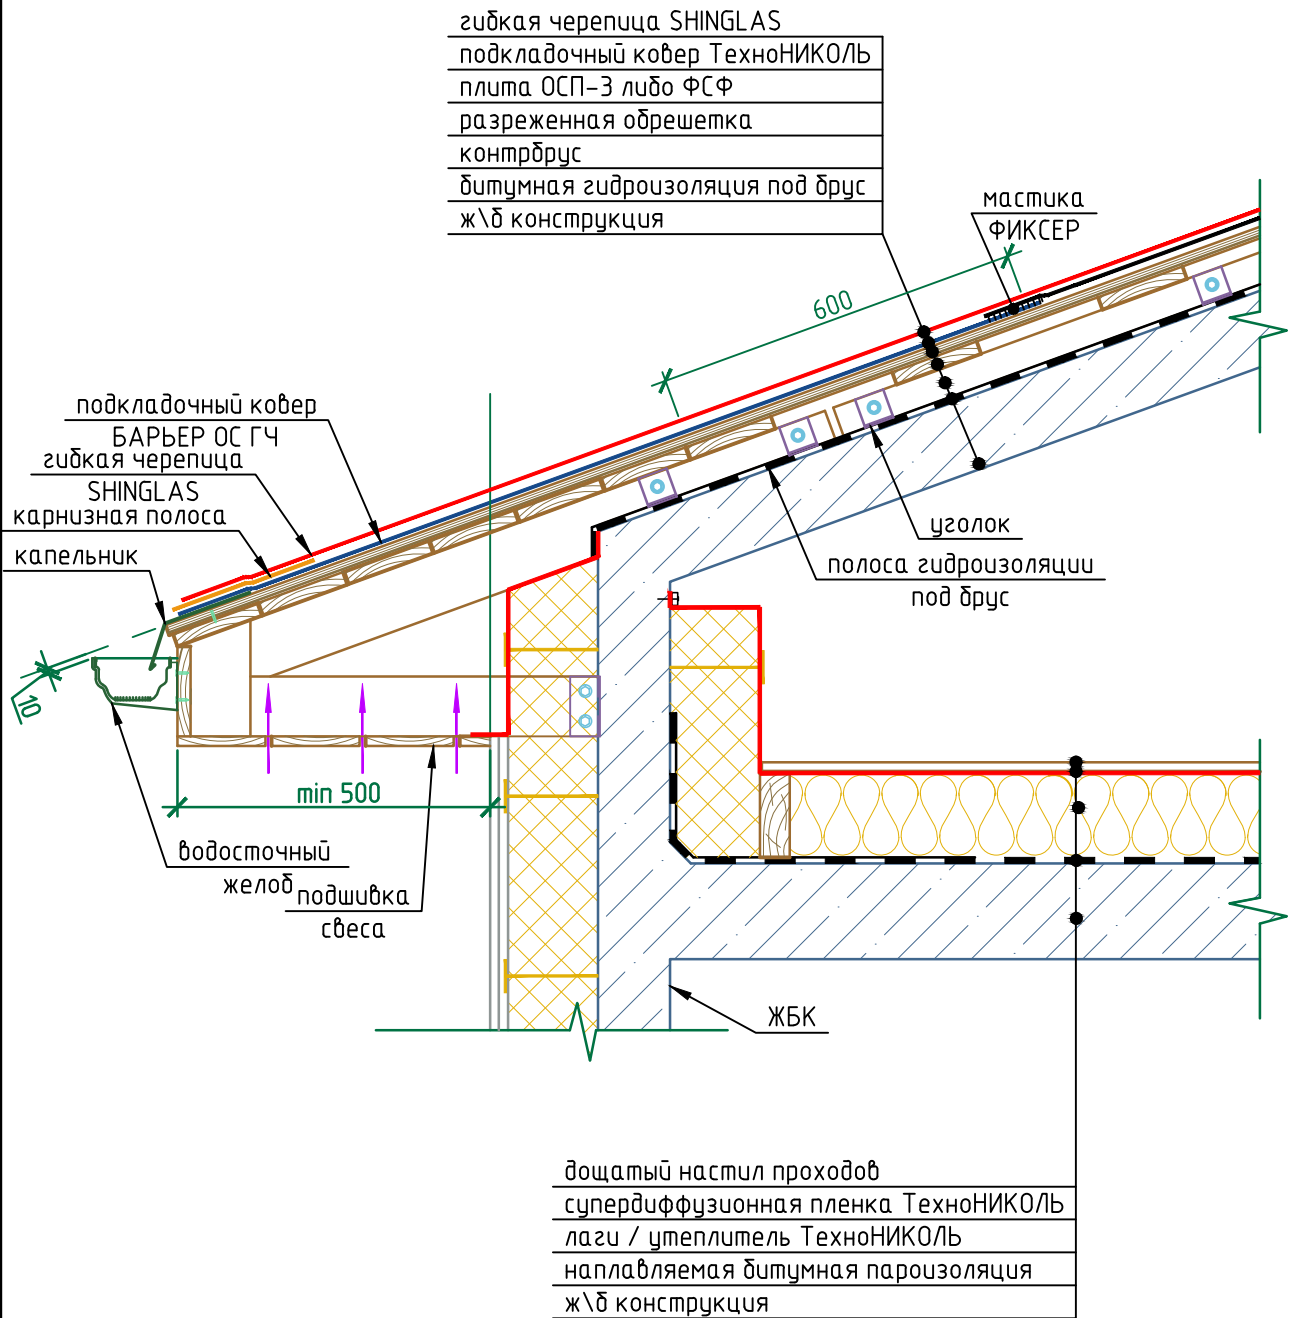 гибкая черепица SHINGLAS
подкладочный ковер ТехноНИКОЛЬ
плита ОСП-3 либо ФСФ
разреженная обрешетка
контрбрус
битумная гидроизоляция под брус
ж\б конструкция
мастика
ФИКСЕР
600
подкладочный ковер
БАРЬЕР ОС ГЧ
гибкая черепица
SHINGLAS
карнизная полоса
капельник
уголок
полоса гидроизоляции
под брус
10
min 500
водосточный
желоб
подшивка
свеса
ЖБК
дощатый настил проходов
супердиффузионная пленка ТехноНИКОЛЬ
лаги / утеплитель ТехноНИКОЛЬ
наплавляемая битумная пароизоляция
ж\б конструкция